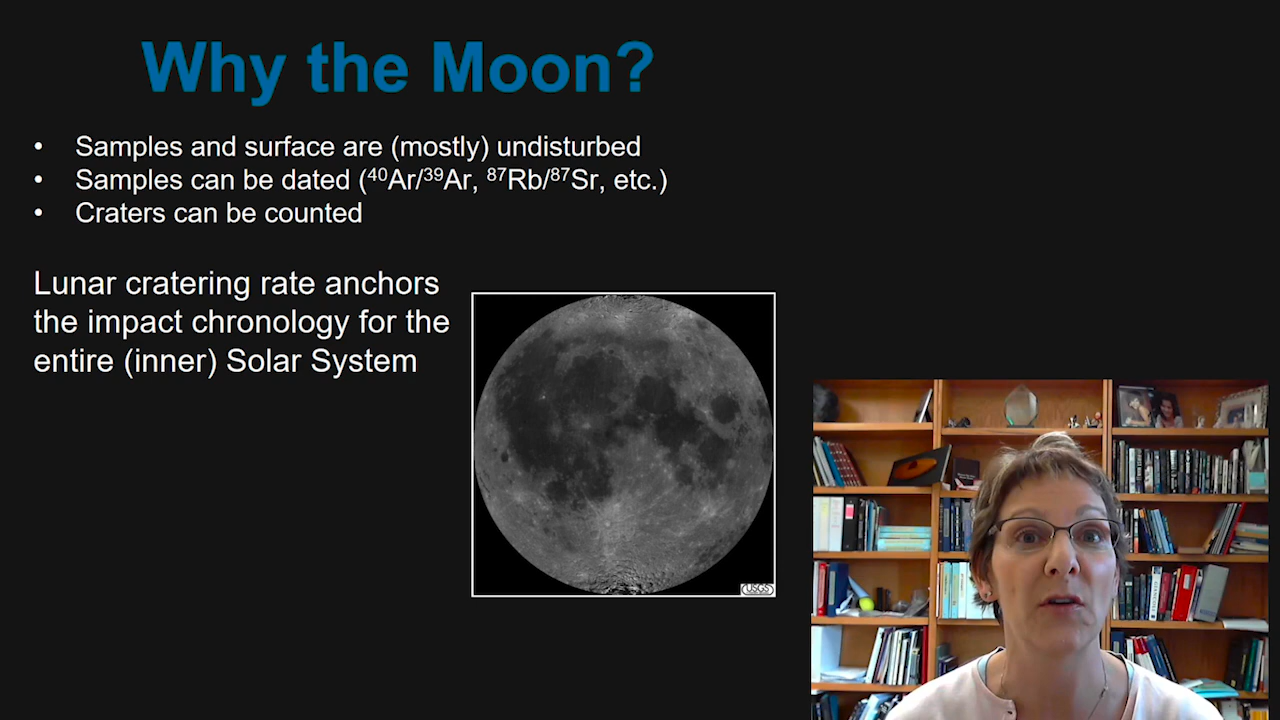 Why the Moon?
• Samples and surface are (mostly) undisturbed
• Samples can be dated (⁴⁰Ar/³⁹Ar, ⁸⁷Rb/⁸⁷Sr, etc.)
• Craters can be counted
Lunar cratering rate anchors
the impact chronology for the
entire (inner) Solar System
USGS